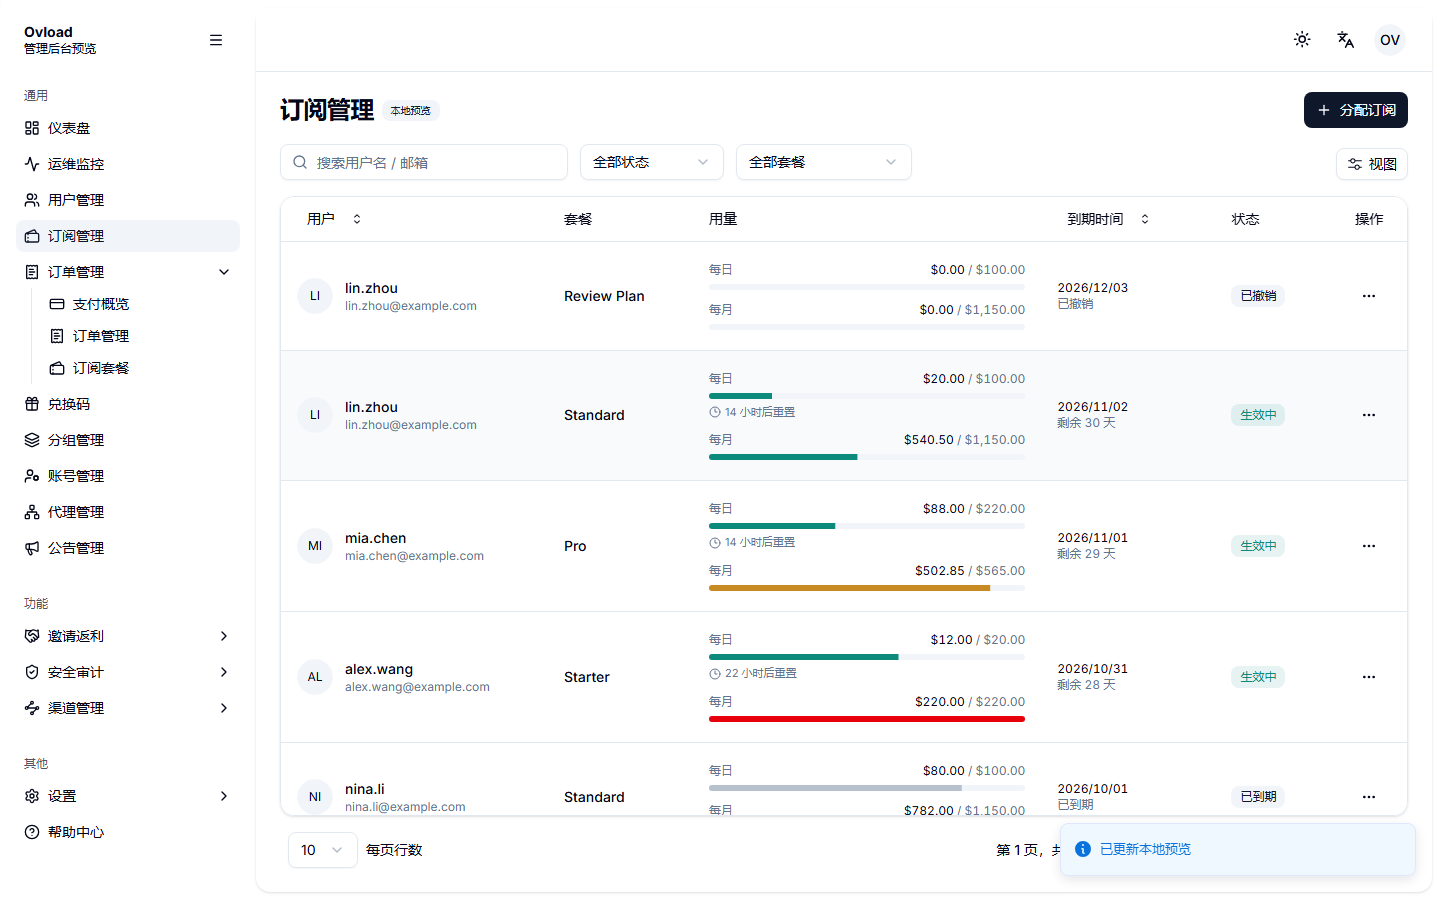 Ovload
管理后台预览
OV
通用
仪表盘
运维监控
用户管理
订阅管理
订单管理
支付概览
订单管理
订阅套餐
兑换码
分组管理
账号管理
代理管理
公告管理
功能
邀请返利
安全审计
渠道管理
其他
设置
帮助中心
订阅管理 本地预览
分配订阅
搜索用户名 / 邮箱
全部状态
全部套餐
视图
用户 套餐 用量 到期时间 状态 操作
LI
lin.zhou
lin.zhou@example.com
Review Plan
每日 $0.00 / $100.00
每月 $0.00 / $1,150.00
2026/12/03
已撤销
已撤销
LI
lin.zhou
lin.zhou@example.com
Standard
每日 $20.00 / $100.00
14 小时后重置
每月 $540.50 / $1,150.00
2026/11/02
剩余 30 天
生效中
MI
mia.chen
mia.chen@example.com
Pro
每日 $88.00 / $220.00
14 小时后重置
每月 $502.85 / $565.00
2026/11/01
剩余 29 天
生效中
AL
alex.wang
alex.wang@example.com
Starter
每日 $12.00 / $20.00
22 小时后重置
每月 $220.00 / $220.00
2026/10/31
剩余 28 天
生效中
NI
nina.li
nina.li@example.com
Standard
每日 $80.00 / $100.00
每月 $782.00 / $1,150.00
2026/10/01
已到期
已到期
10 每页行数
第 1 页，
已更新本地预览